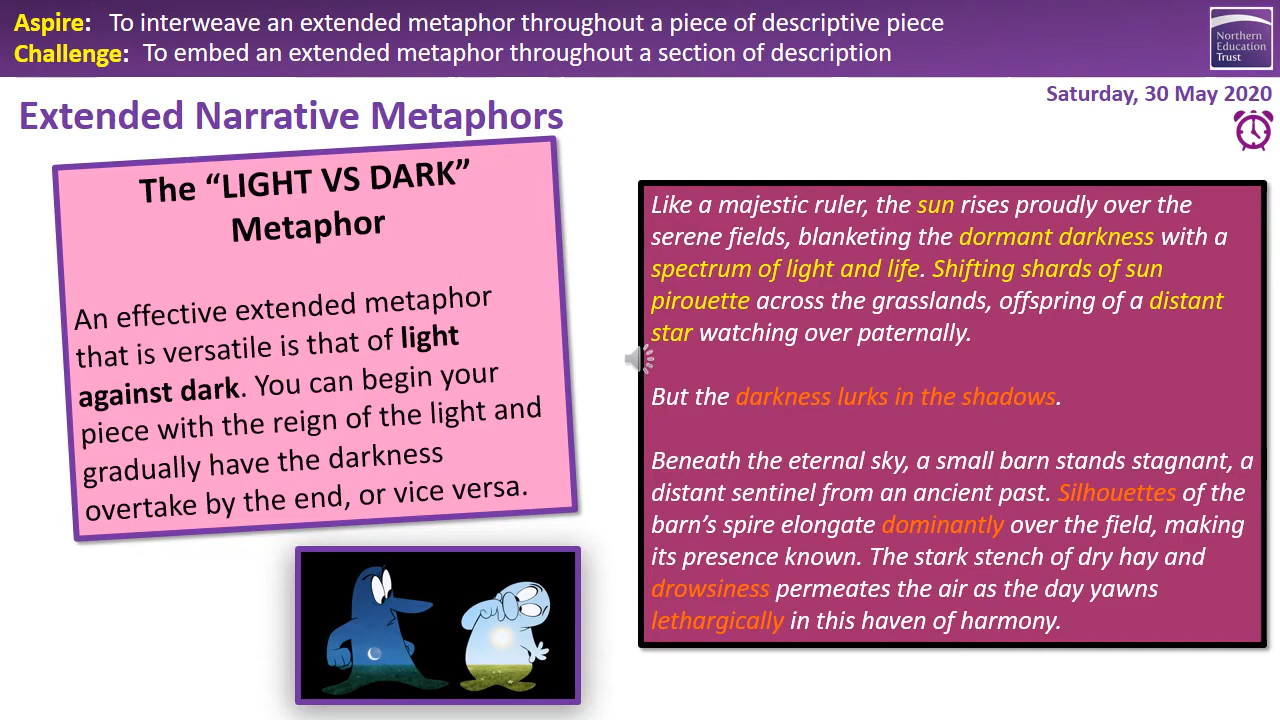 Aspire: To interweave an extended metaphor throughout a piece of descriptive piece
Challenge: To embed an extended metaphor throughout a section of description
Northern
Education
Trust
Saturday, 30 May 2020
Extended Narrative Metaphors
The “LIGHT VS DARK”
Metaphor
An effective extended metaphor
that is versatile is that of light
against dark. You can begin your
piece with the reign of the light and
gradually have the darkness
overtake by the end, or vice versa.
Like a majestic ruler, the sun rises proudly over the
serene fields, blanketing the dormant darkness with a
spectrum of light and life. Shifting shards of sun
pirouette across the grasslands, offspring of a distant
star watching over paternally.
But the darkness lurks in the shadows.
Beneath the eternal sky, a small barn stands stagnant, a
distant sentinel from an ancient past. Silhouettes of the
barn’s spire elongate dominantly over the field, making
its presence known. The stark stench of dry hay and
drowsiness permeates the air as the day yawns
lethargically in this haven of harmony.